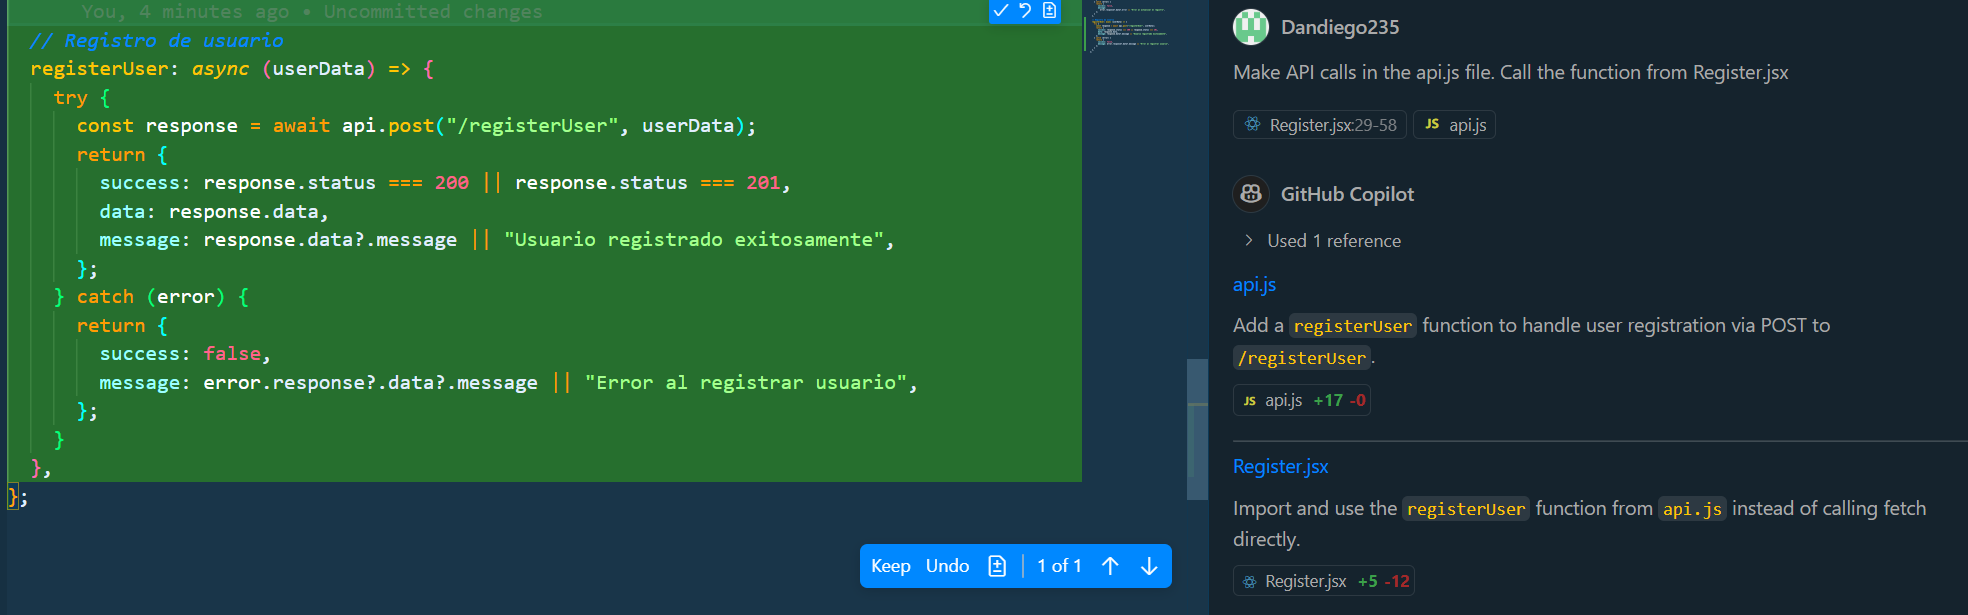 You, 4 minutes ago • Uncommitted changes
// Registro de usuario
registerUser: async (userData) => {
try {
const response = await api.post("/registerUser", userData);
return {
success: response.status === 200 || response.status === 201,
data: response.data,
message: response.data?.message || "Usuario registrado exitosamente",
};
} catch (error) {
return {
success: false,
message: error.response?.data?.message || "Error al registrar usuario",
};
}
},
};
Keep Undo 1 of 1
Dandiego235
Make API calls in the api.js file. Call the function from Register.jsx
Register.jsx:29-58 JS api.js
GitHub Copilot
Used 1 reference
api.js
Add a registerUser function to handle user registration via POST to
/registerUser.
JS api.js +17 -0
Register.jsx
Import and use the registerUser function from api.js instead of calling fetch
directly.
Register.jsx +5 -12